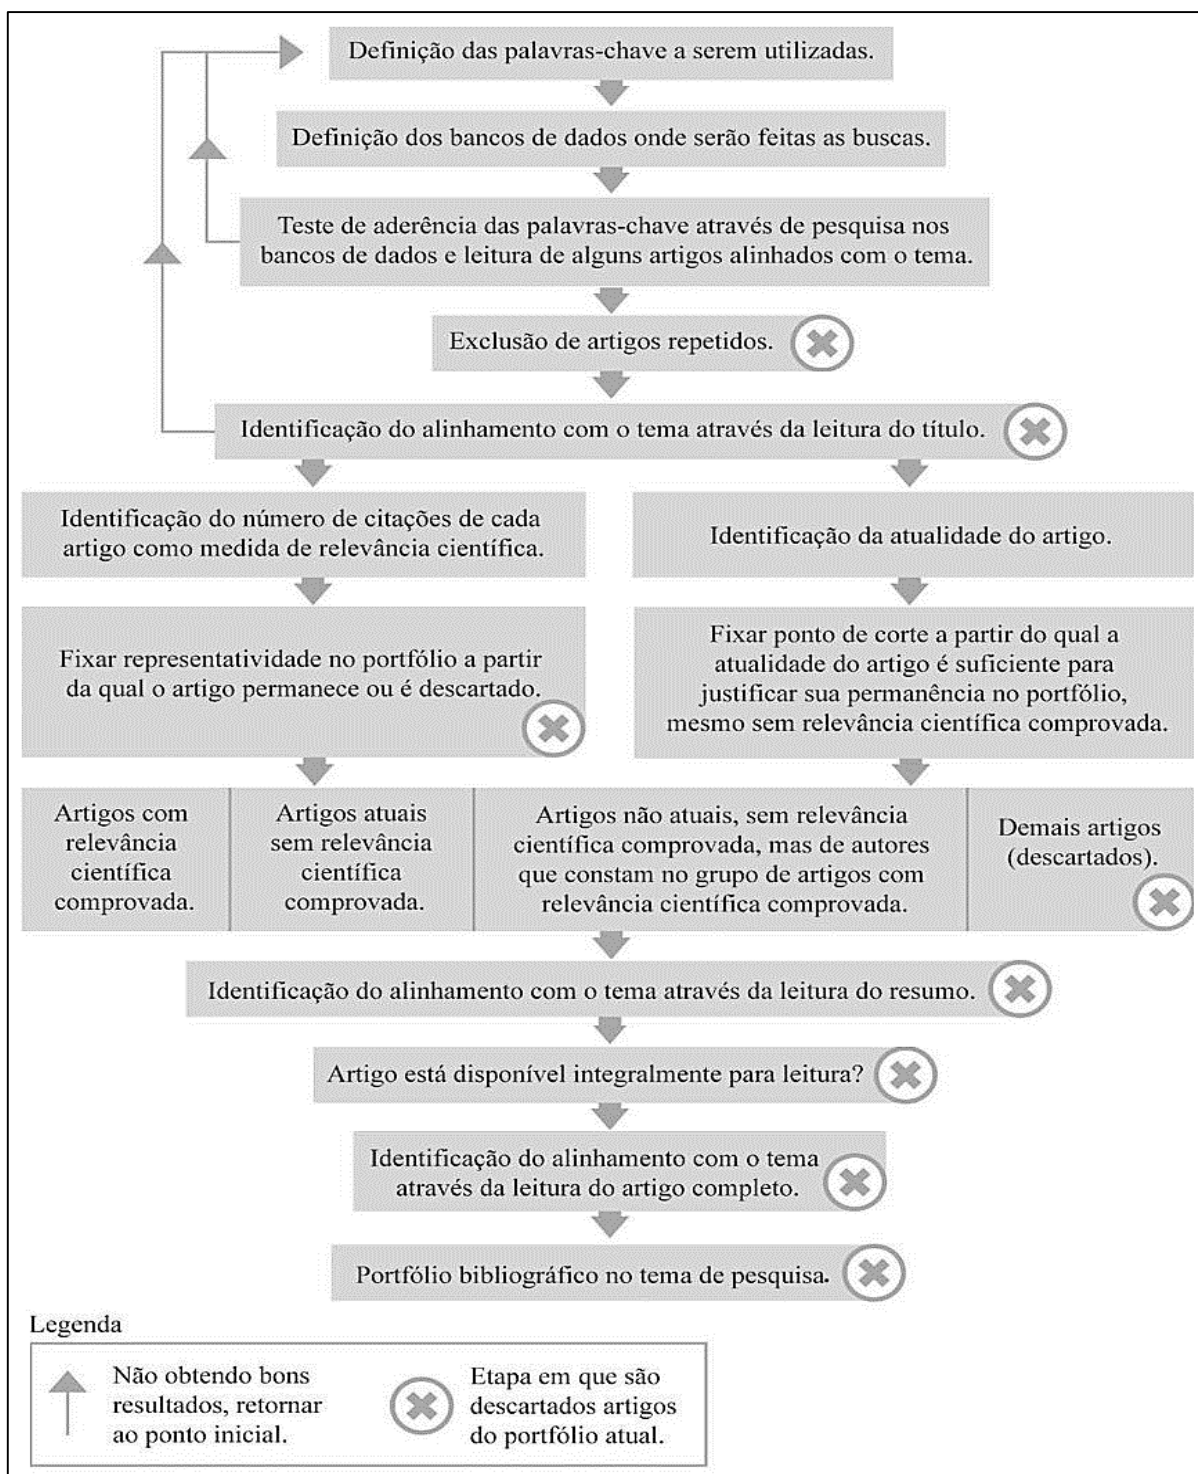 Definição das palavras-chave a serem utilizadas.
Definição dos bancos de dados onde serão feitas as buscas.
Teste de aderência das palavras-chave através de pesquisa nos
bancos de dados e leitura de alguns artigos alinhados com o tema.
Exclusão de artigos repetidos.
Identificação do alinhamento com o tema através da leitura do título.
Identificação do número de citações de cada
artigo como medida de relevância científica.
Identificação da atualidade do artigo.
Fixar representatividade no portfólio a partir
da qual o artigo permanece ou é descartado.
Fixar ponto de corte a partir do qual a
atualidade do artigo é suficiente para
justificar sua permanência no portfólio,
mesmo sem relevância científica comprovada.
Artigos com
relevância
científica
comprovada.
Artigos atuais
sem relevância
científica
comprovada.
Artigos não atuais, sem relevância
científica comprovada, mas de autores
que constam no grupo de artigos com
relevância científica comprovada.
Demais artigos
(descartados).
Identificação do alinhamento com o tema através da leitura do resumo.
Artigo está disponível integralmente para leitura?
Identificação do alinhamento com o tema
através da leitura do artigo completo.
Portfólio bibliográfico no tema de pesquisa.
Legenda
Não obtendo bons
resultados, retornar
ao ponto inicial.
Etapa em que são
descartados artigos
do portfólio atual.